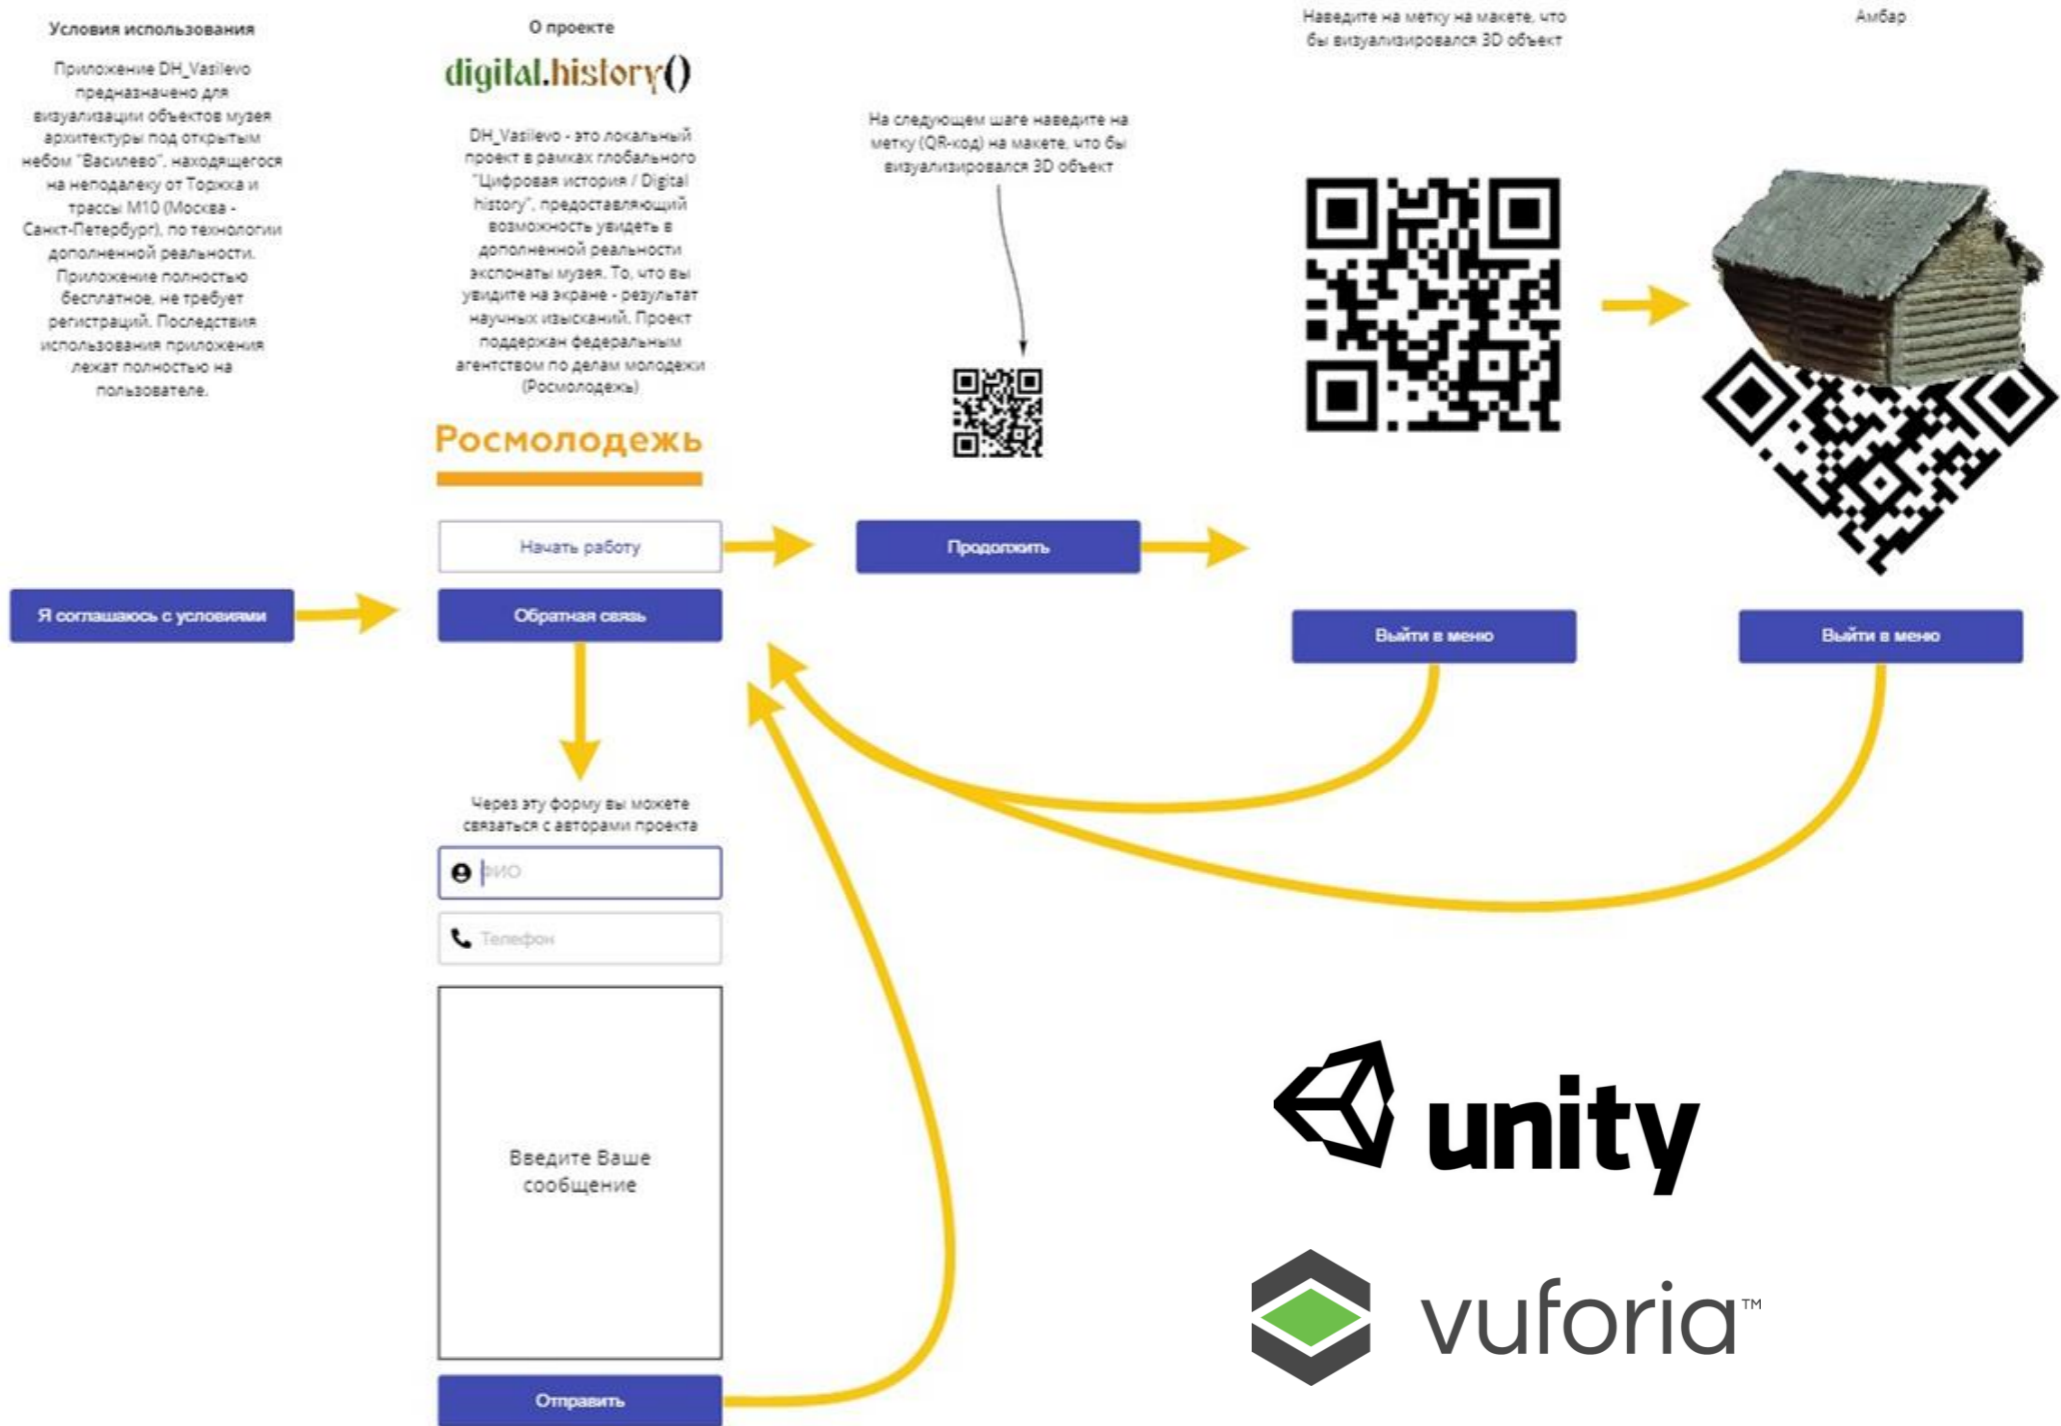 Условия использования
Приложение DH_Vasilevo
предназначено для
визуализации объектов музея
архитектуры под открытым
небом "Василево", находящегося
на неподалеку от Торжка и
трассы М10 (Москва -
Санкт-Петербург), по технологии
дополненной реальности.
Приложение полностью
бесплатное, не требует
регистраций. Последствия
использования приложения
лежат полностью на
пользователе.
Я соглашаюсь с условиями
О проекте
digital.history()
DH_Vasilevo - это локальный
проект в рамках глобального
"Цифровая история / Digital
history", предоставляющий
возможность увидеть в
дополненной реальности
экспонаты музея. То, что вы
увидите на экране - результат
научных изысканий. Проект
поддержан федеральным
агентством по делам молодежи
(Росмолодежь)
Росмолодежь
Начать работу
Обратная связь
Через эту форму вы можете
связаться с авторами проекта
ФИО
Телефон
Введите Ваше
сообщение
Отправить
На следующем шаге наведите на
метку (QR-код) на макете, что бы
визуализировался 3D объект
Продолжить
Наведите на метку на макете, что
бы визуализировался 3D объект
Выйти в меню
Амбар
Выйти в меню
unity
vuforia™